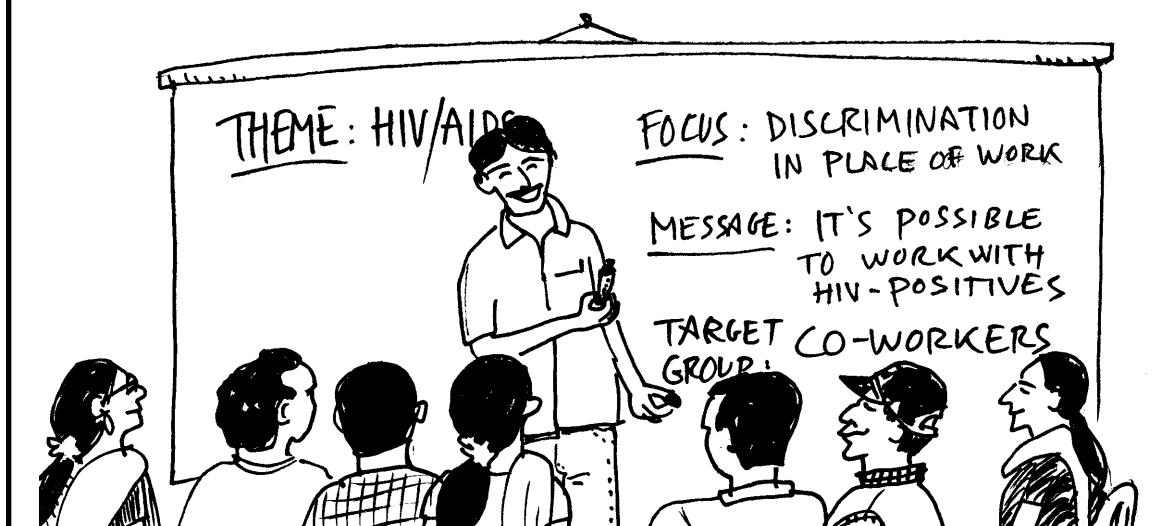 THEME: HIV/AIDS
FOCUS: DISCRIMINATION
IN PLACE OF WORK
MESSAGE: IT'S POSSIBLE
TO WORK WITH
HIV-POSITIVES
TARGET
GROUP: CO-WORKERS